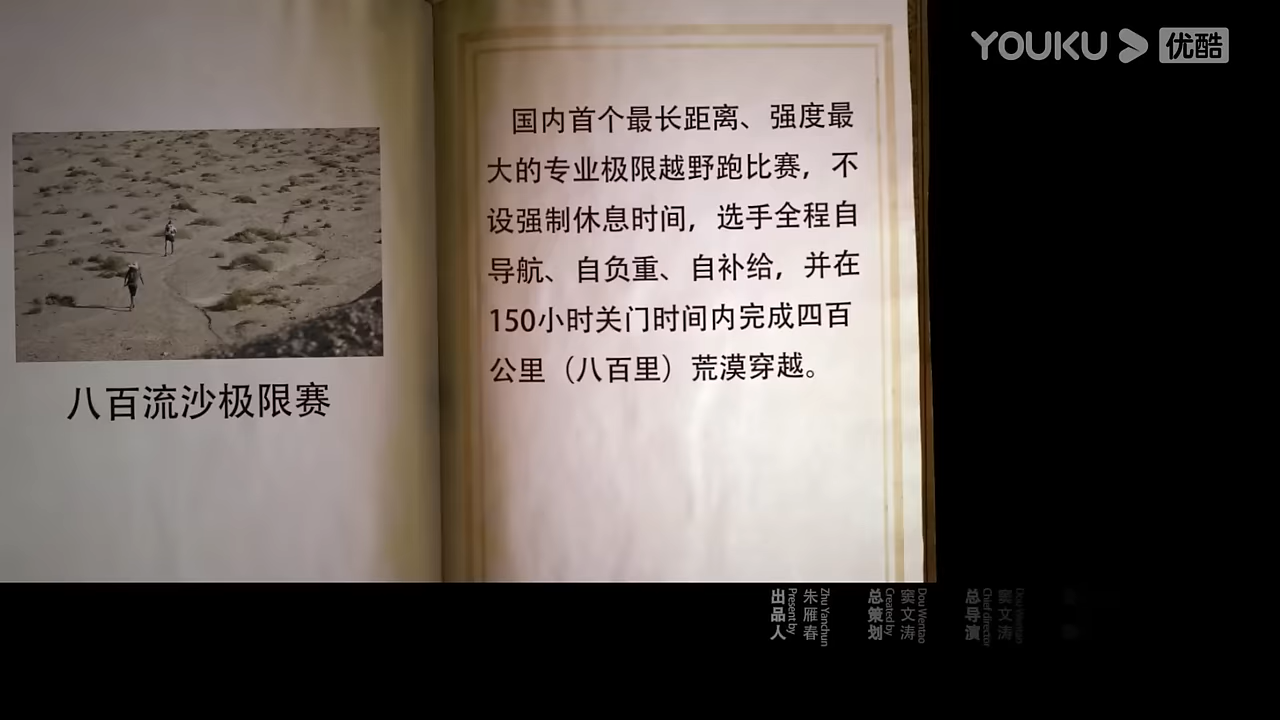 YOUKU 优酷
国内首个最长距离、强度最
大的专业极限越野跑比赛，不
设强制休息时间，选手全程自
导航、自负重、自补给，并在
150小时关门时间内完成四百
公里（八百里）荒漠穿越。
八百流沙极限赛
出品人
Present by
朱雁春
Zhu Yanchun
总策划
Created by
窦文涛
Dou Wentao
总导演
Chief director
窦文涛
Dou Wentao